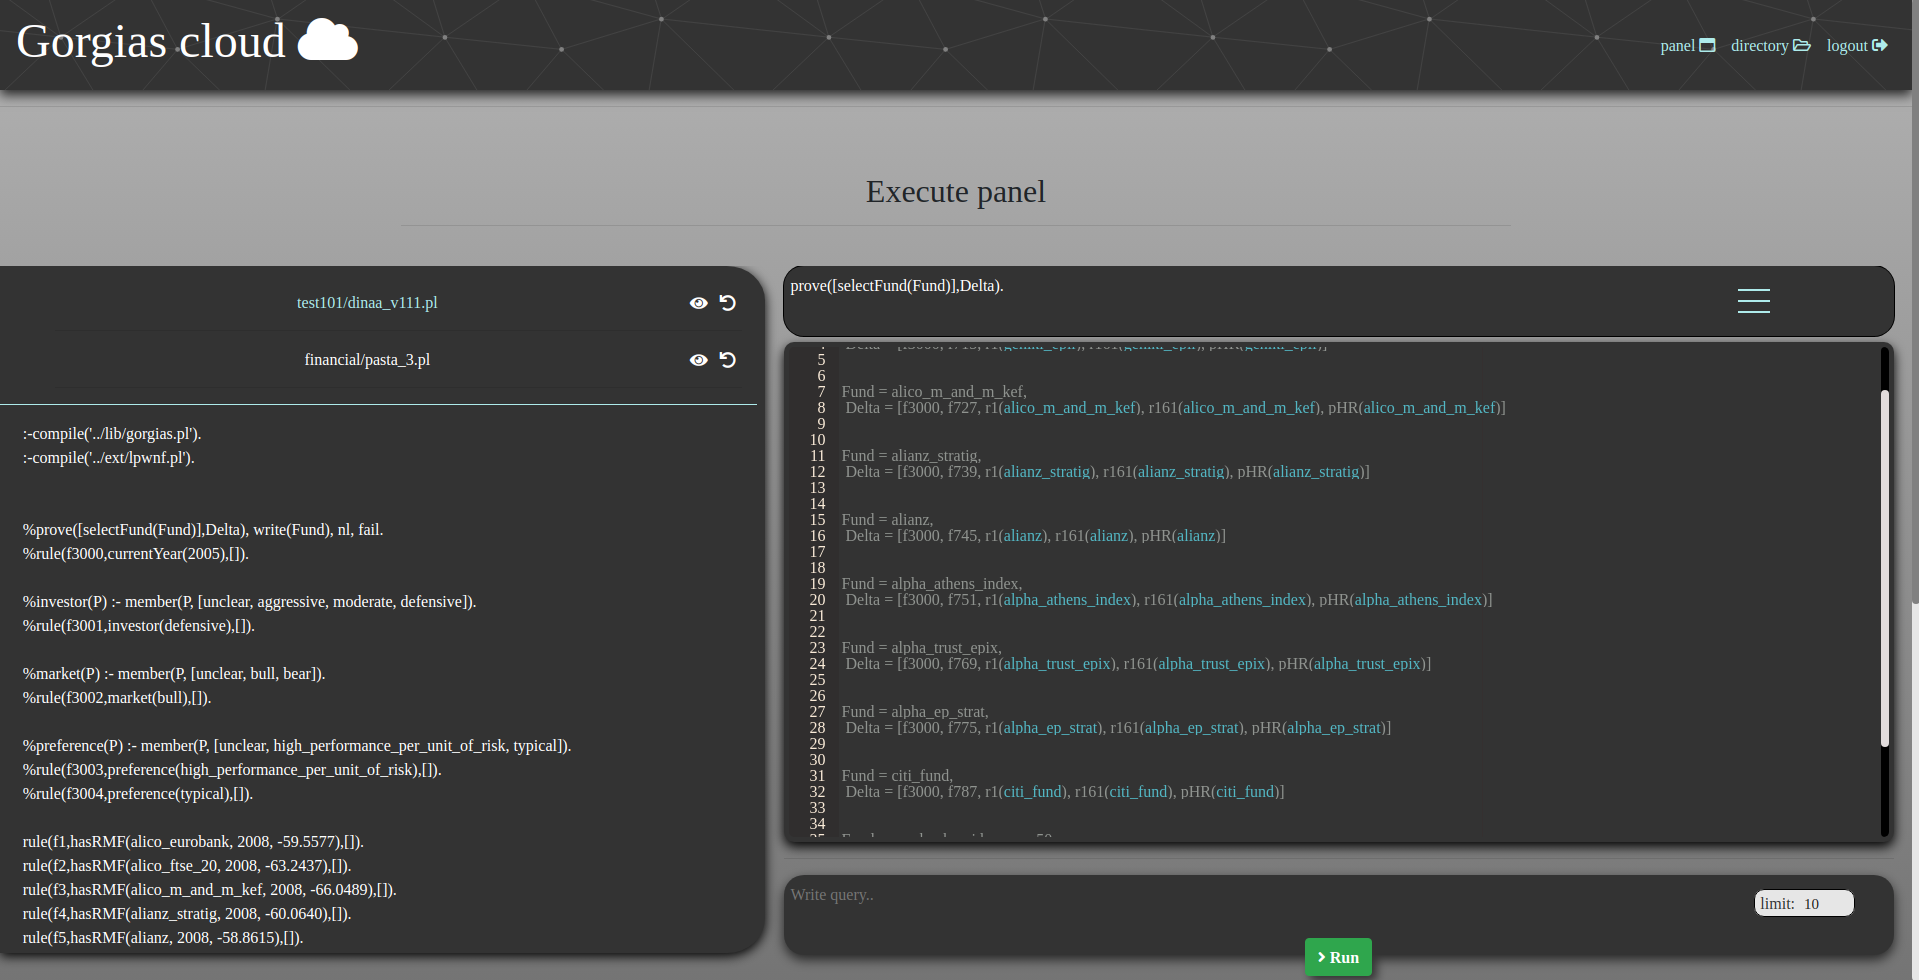 Gorgias cloud
panel directory logout
Execute panel
test101/dinaa_v111.pl
financial/pasta_3.pl
:-compile('../lib/gorgias.pl').
:-compile('../ext/lpwnf.pl').
%prove([selectFund(Fund)],Delta), write(Fund), nl, fail.
%rule(f3000,currentYear(2005),[]).
%investor(P) :- member(P, [unclear, aggressive, moderate, defensive]).
%rule(f3001,investor(defensive),[]).
%market(P) :- member(P, [unclear, bull, bear]).
%rule(f3002,market(bull),[]).
%preference(P) :- member(P, [unclear, high_performance_per_unit_of_risk, typical]).
%rule(f3003,preference(high_performance_per_unit_of_risk),[]).
%rule(f3004,preference(typical),[]).
rule(f1,hasRMF(alico_eurobank, 2008, -59.5577),[]).
rule(f2,hasRMF(alico_ftse_20, 2008, -63.2437),[]).
rule(f3,hasRMF(alico_m_and_m_kef, 2008, -66.0489),[]).
rule(f4,hasRMF(alianz_stratig, 2008, -60.0640),[]).
rule(f5,hasRMF(alianz, 2008, -58.8615),[]).
prove([selectFund(Fund)],Delta).
5
6
7 Fund = alico_m_and_m_kef,
8 Delta = [f3000, f727, r1(alico_m_and_m_kef), r161(alico_m_and_m_kef), pHR(alico_m_and_m_kef)]
9
10
11 Fund = alianz_stratig,
12 Delta = [f3000, f739, r1(alianz_stratig), r161(alianz_stratig), pHR(alianz_stratig)]
13
14
15 Fund = alianz,
16 Delta = [f3000, f745, r1(alianz), r161(alianz), pHR(alianz)]
17
18
19 Fund = alpha_athens_index,
20 Delta = [f3000, f751, r1(alpha_athens_index), r161(alpha_athens_index), pHR(alpha_athens_index)]
21
22
23 Fund = alpha_trust_epix,
24 Delta = [f3000, f769, r1(alpha_trust_epix), r161(alpha_trust_epix), pHR(alpha_trust_epix)]
25
26
27 Fund = alpha_ep_strat,
28 Delta = [f3000, f775, r1(alpha_ep_strat), r161(alpha_ep_strat), pHR(alpha_ep_strat)]
29
30
31 Fund = citi_fund,
32 Delta = [f3000, f787, r1(citi_fund), r161(citi_fund), pHR(citi_fund)]
33
34
Write query..
limit: 10
Run